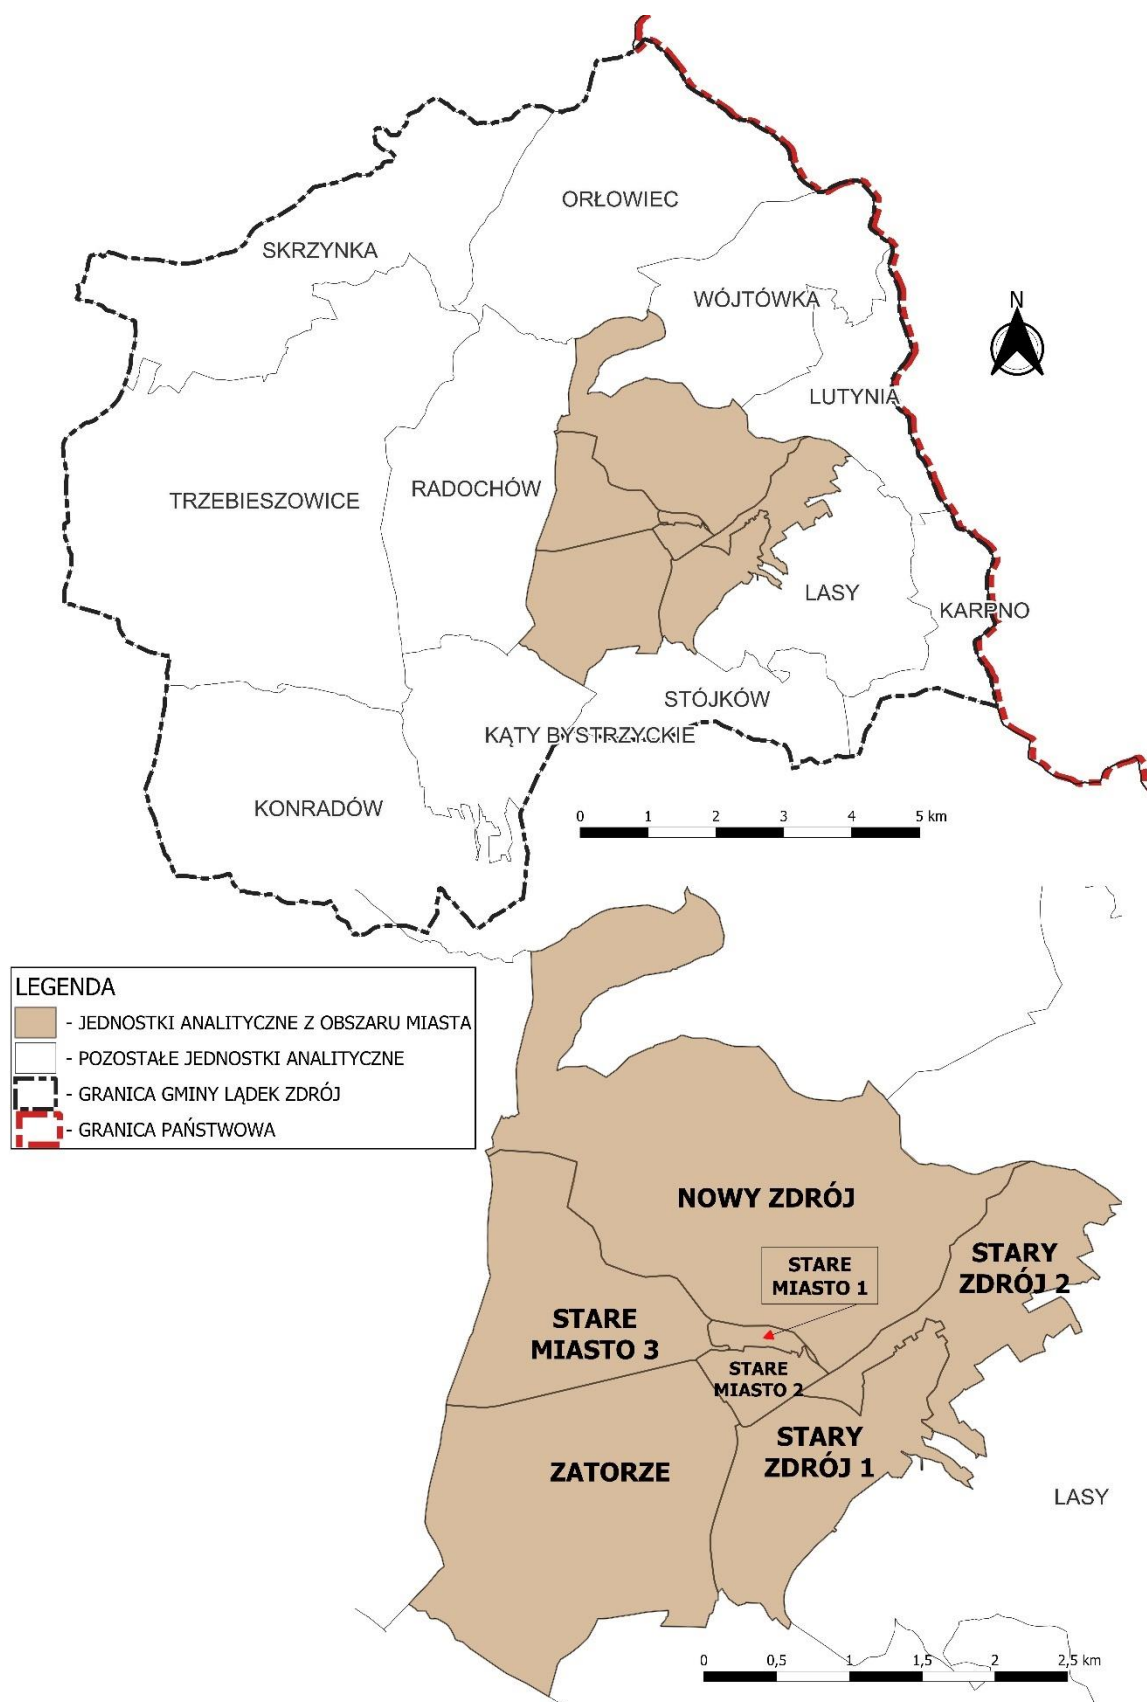 ORŁOWIEC
SKRZYNKA
N
WÓJTÓWKA
LUTYNIA
RADOCHÓW
TRZEBIESZOWICE
LASY
KARPNO
STÓJKÓW
KĄTY BYSTRZYCKIE
KONRADÓW
0 1 2 3 4 5 km
LEGENDA
- JEDNOSTKI ANALITYCZNE Z OBSZARU MIASTA
- POZOSTAŁE JEDNOSTKI ANALITYCZNE
- GRANICA GMINY LĄDEK ZDRÓJ
- GRANICA PAŃSTWOWA
NOWY ZDRÓJ
STARY
ZDRÓJ 2
STARE
MIASTO 1
STARE
MIASTO 3
STARE
MIASTO 2
STARY
ZDRÓJ 1
ZATORZE
LASY
0 0,5 1 1,5 2 2,5 km